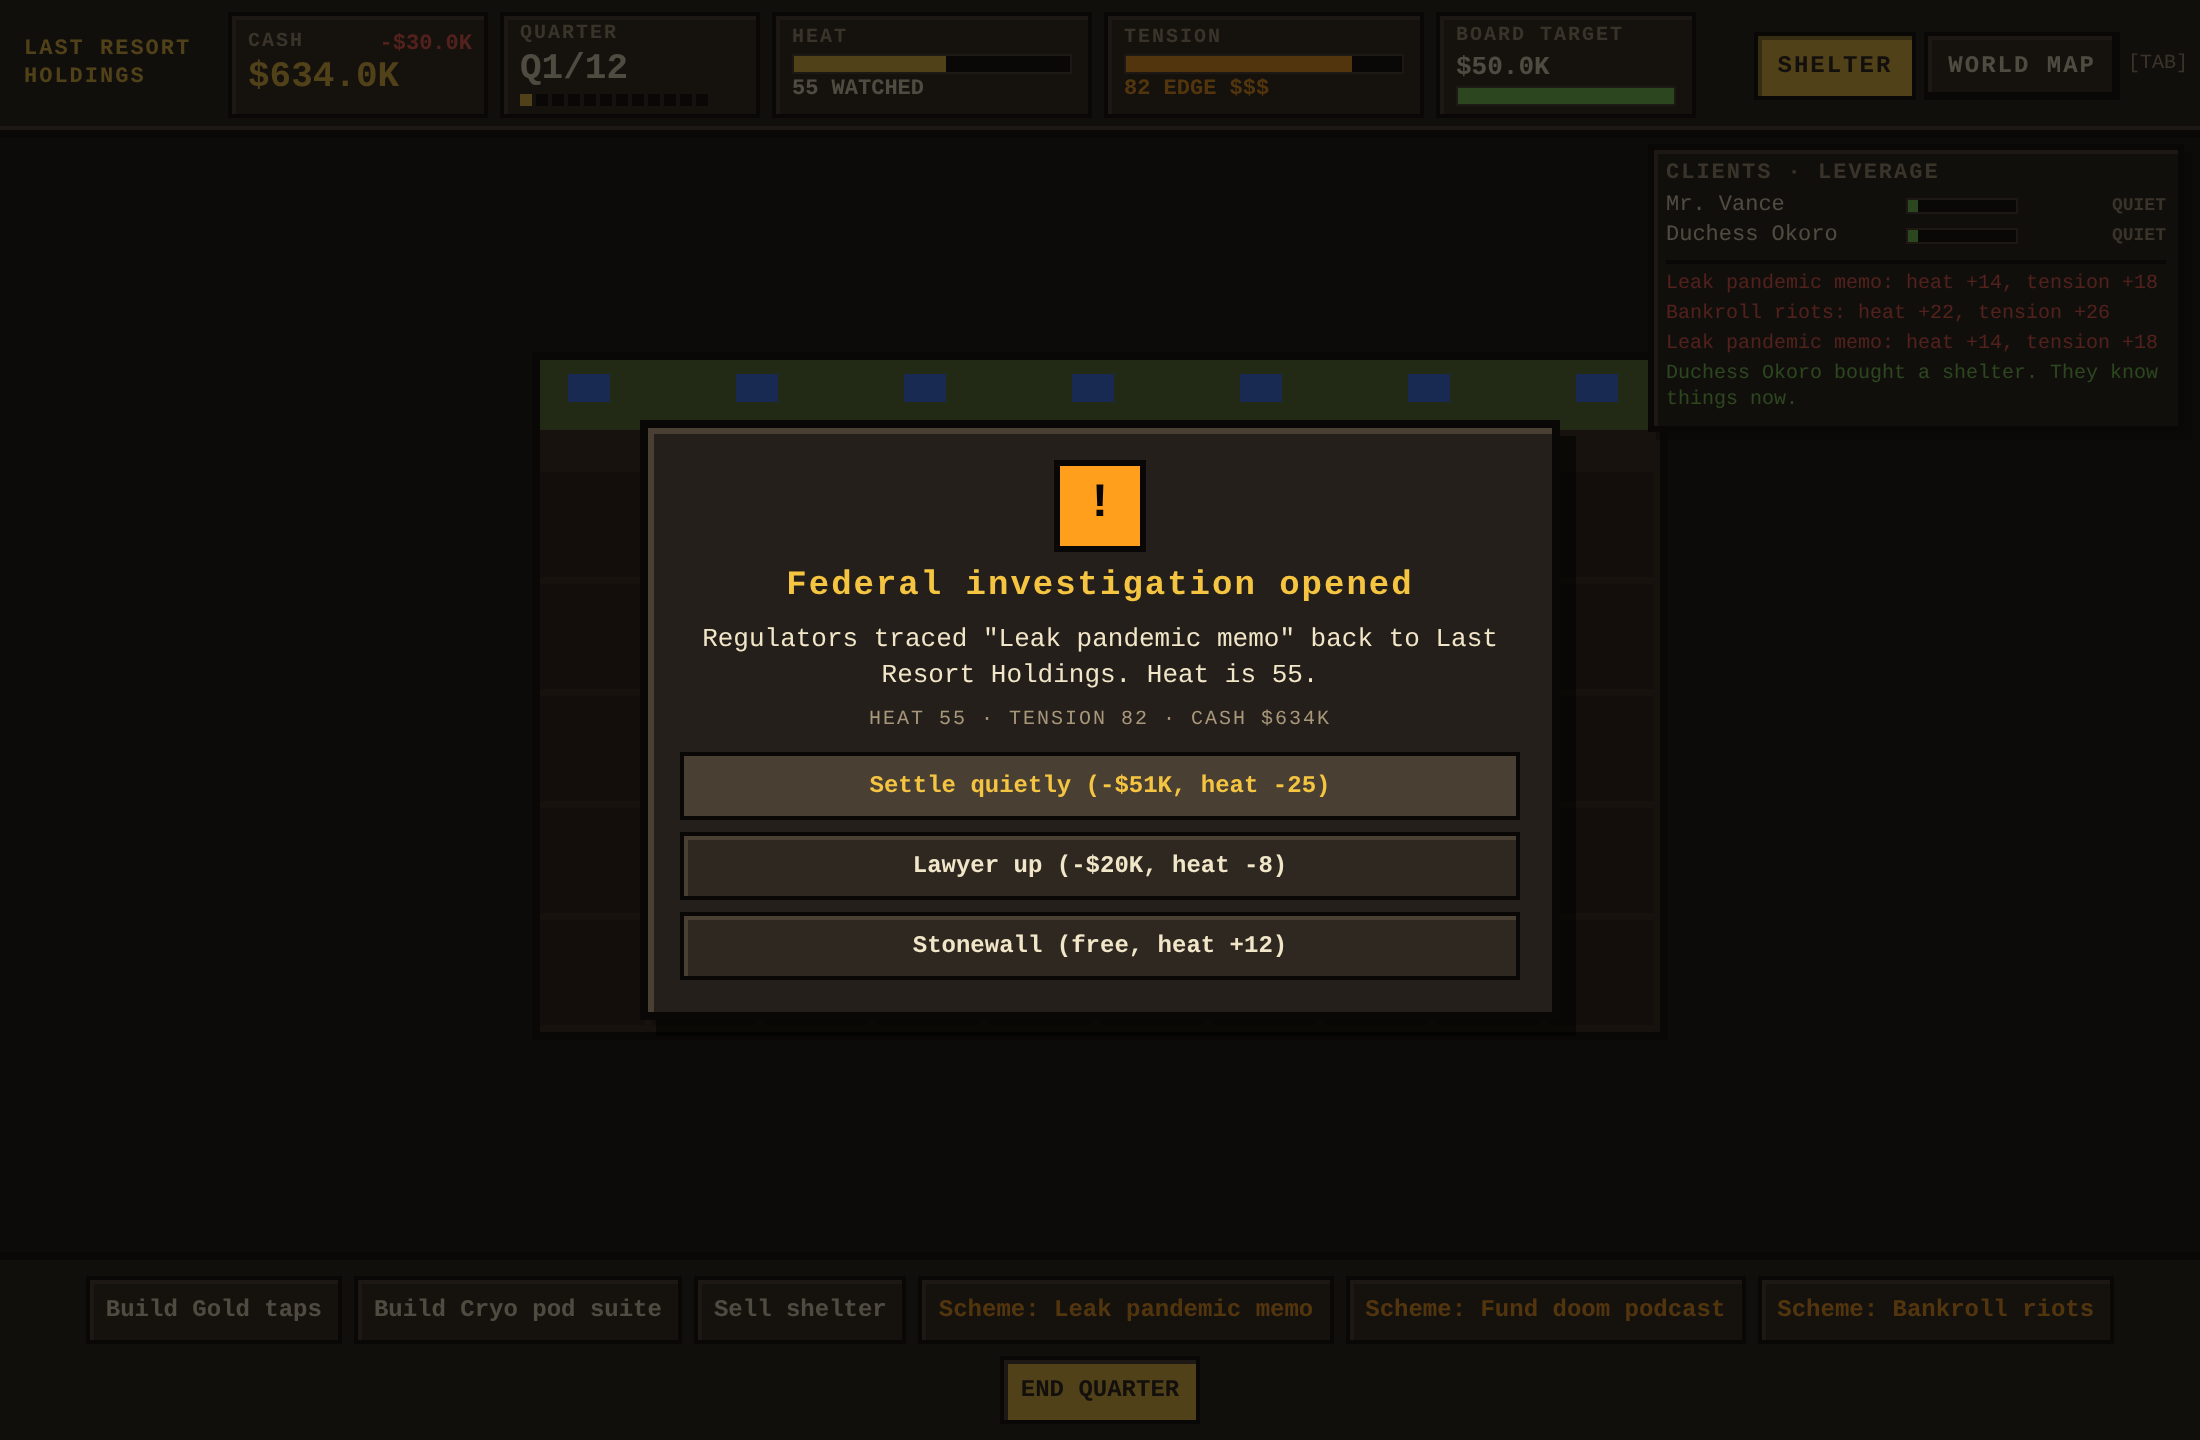 LAST RESORT
HOLDINGS
CASH -$30.0K
$634.0K
QUARTER
Q1/12
HEAT
55 WATCHED
TENSION
82 EDGE $$$
BOARD TARGET
$50.0K
SHELTER
WORLD MAP
[TAB]
CLIENTS · LEVERAGE
Mr. Vance QUIET
Duchess Okoro QUIET
Leak pandemic memo: heat +14, tension +18
Bankroll riots: heat +22, tension +26
Leak pandemic memo: heat +14, tension +18
Duchess Okoro bought a shelter. They know
things now.
!
Federal investigation opened
Regulators traced "Leak pandemic memo" back to Last
Resort Holdings. Heat is 55.
HEAT 55 · TENSION 82 · CASH $634K
Settle quietly (-$51K, heat -25)
Lawyer up (-$20K, heat -8)
Stonewall (free, heat +12)
Build Gold taps
Build Cryo pod suite
Sell shelter
Scheme: Leak pandemic memo
Scheme: Fund doom podcast
Scheme: Bankroll riots
END QUARTER